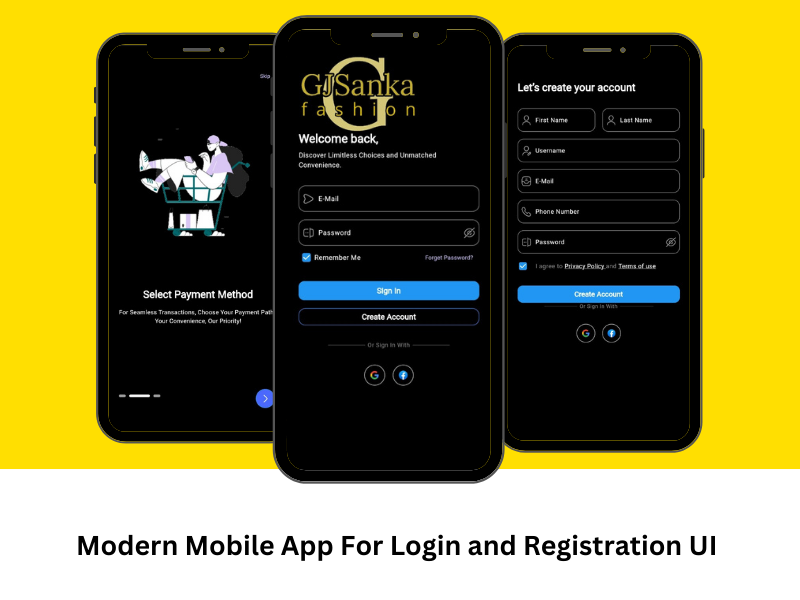 Skip
Select Payment Method
For Seamless Transactions, Choose Your Payment Path
Your Convenience, Our Priority!
G
GJSanka
fashion
Welcome back,
Discover Limitless Choices and Unmatched
Convenience.
E-Mail
Password
Remember Me
Forget Password?
Sign In
Create Account
Or Sign In With
G
f
Let's create your account
First Name
Last Name
Username
E-Mail
Phone Number
Password
I agree to Privacy Policy and Terms of use
Create Account
Or Sign In With
G
f
Modern Mobile App For Login and Registration UI